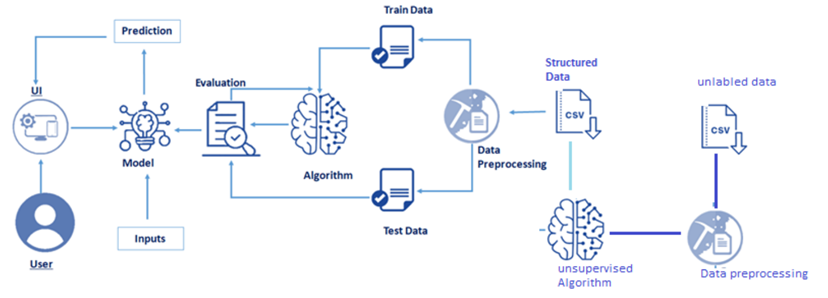 Train Data
Prediction
Structured
Data
unlabled data
UI
Evaluation
CSV
CSV
Data
Preprocessing
Model
Algorithm
Inputs
Test Data
User
unsupervised
Algorithm
Data preprocessing